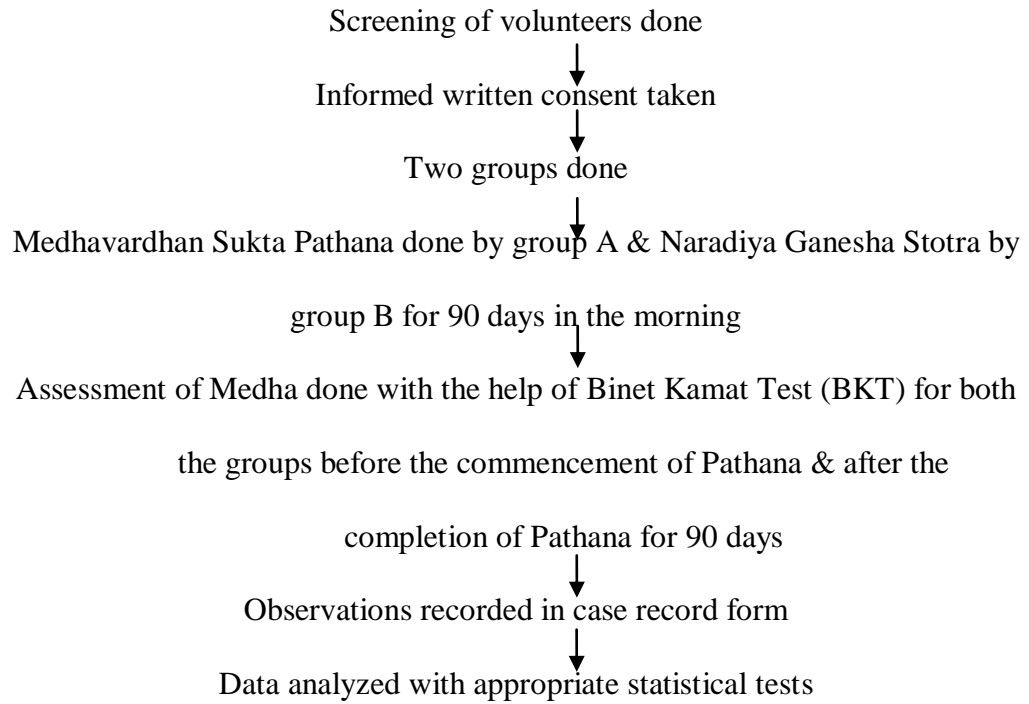 Screening of volunteers done
Informed written consent taken
Two groups done
Medhavardhan Sukta Pathana done by group A & Naradiya Ganesha Stotra by
group B for 90 days in the morning
Assessment of Medha done with the help of Binet Kamat Test (BKT) for both
the groups before the commencement of Pathana & after the
completion of Pathana for 90 days
Observations recorded in case record form
Data analyzed with appropriate statistical tests